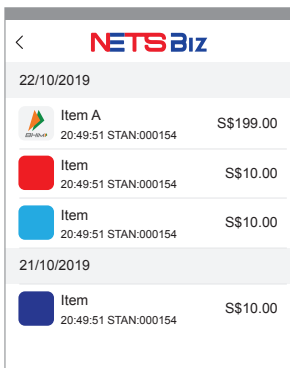 NETS Biz
22/10/2019
Item A
20:49:51 STAN:000154
S$199.00
BHIM
Item
20:49:51 STAN:000154
S$10.00
Item
20:49:51 STAN:000154
S$10.00
21/10/2019
Item
20:49:51 STAN:000154
S$10.00